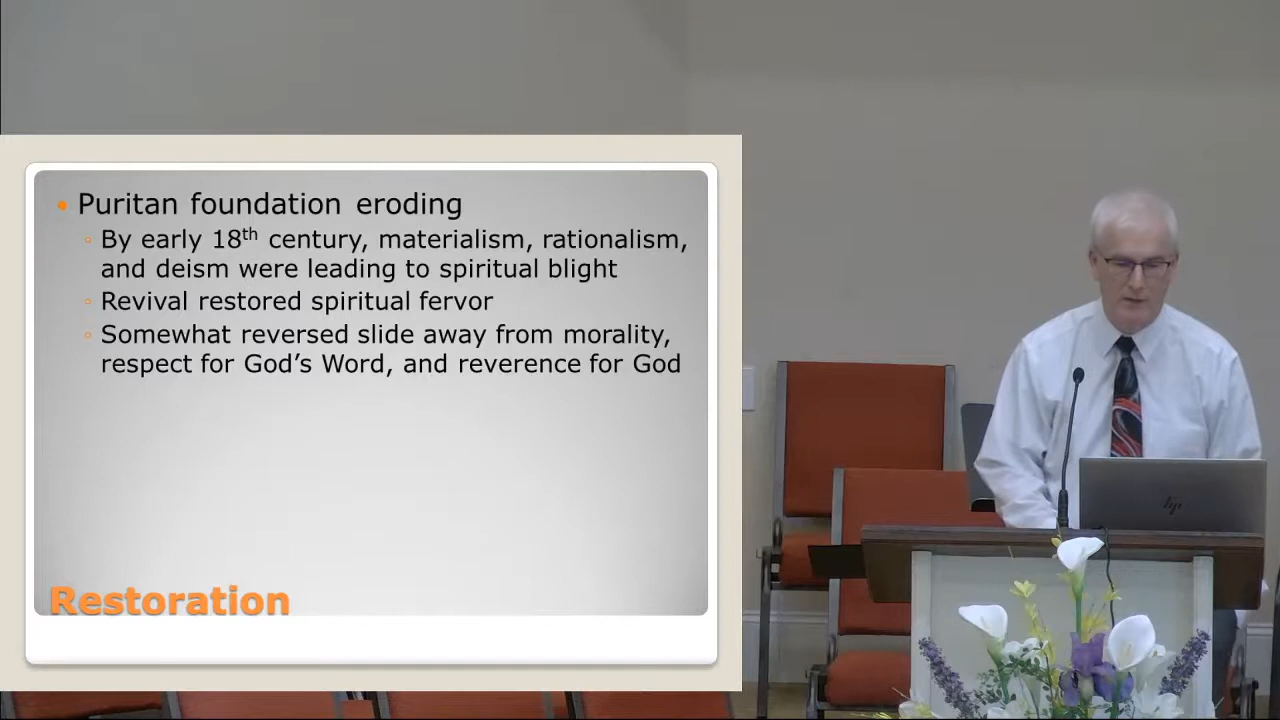 Puritan foundation eroding
By early 18th century, materialism, rationalism,
and deism were leading to spiritual blight
Revival restored spiritual fervor
Somewhat reversed slide away from morality,
respect for God’s Word, and reverence for God
Restoration
hp